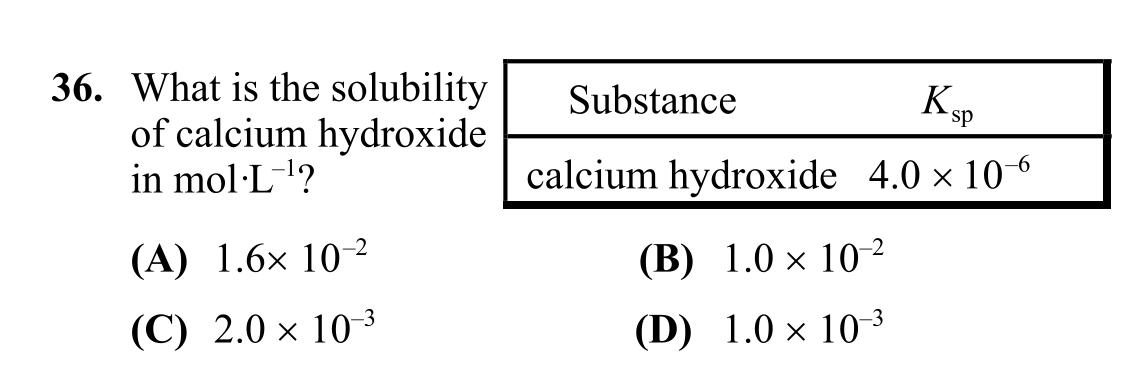 36. What is the solubility
of calcium hydroxide
in mol·L⁻¹?
Substance Ksp
calcium hydroxide 4.0 × 10⁻⁶
(A) 1.6× 10⁻² (B) 1.0 × 10⁻²
(C) 2.0 × 10⁻³ (D) 1.0 × 10⁻³